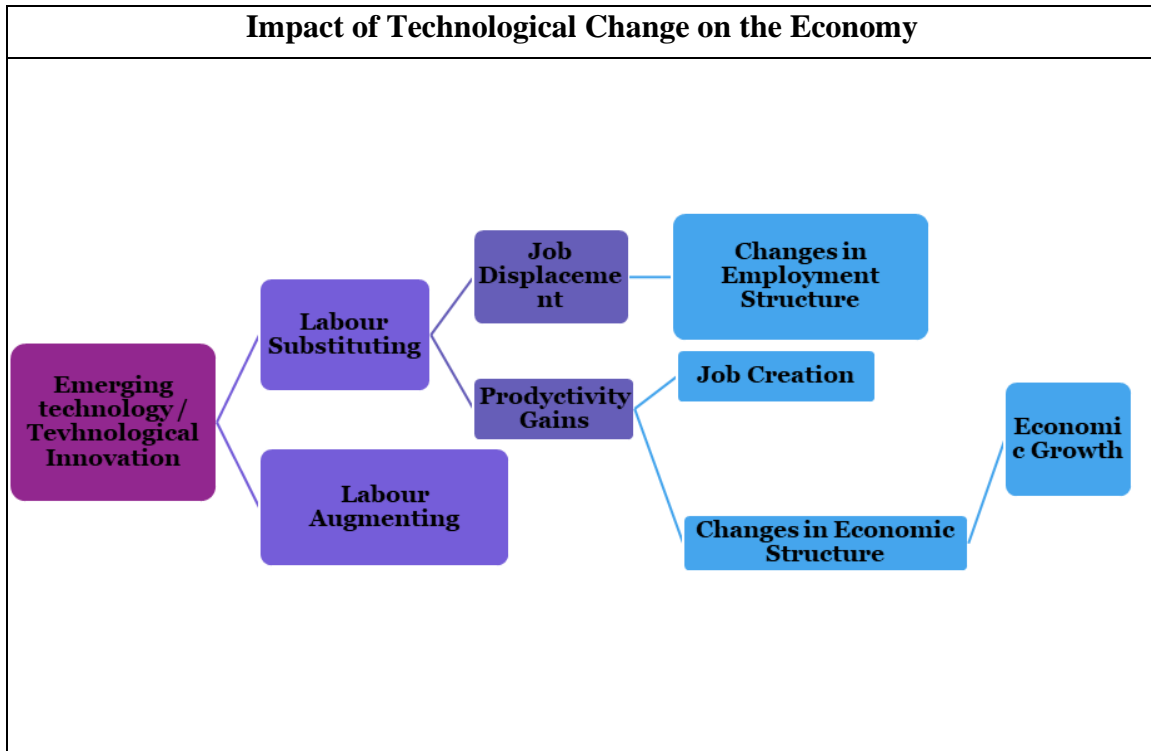 Impact of Technological Change on the Economy
Emerging
technology /
Tevhnological
Innovation
Labour
Substituting
Labour
Augmenting
Job
Displaceme
nt
Prodyctivity
Gains
Changes in
Employment
Structure
Job Creation
Changes in Economic
Structure
Economi
c Growth